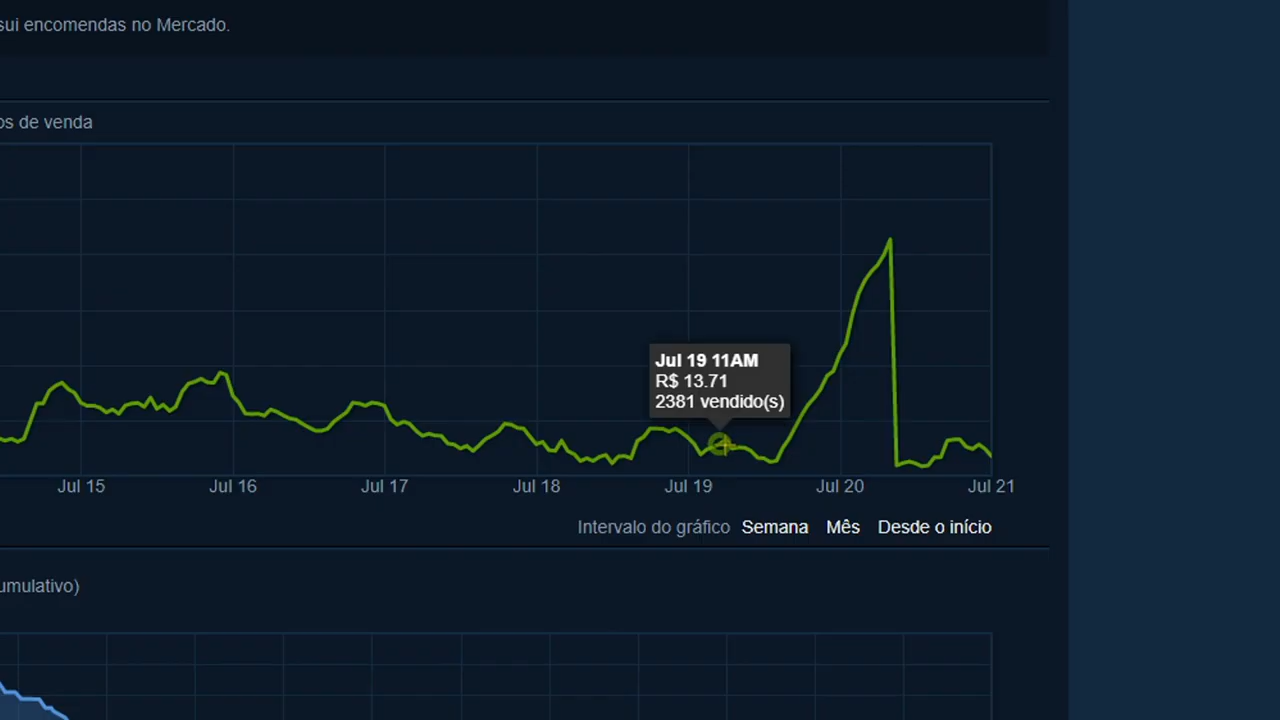 sui encomendas no Mercado.
os de venda
Jul 19 11AM
R$ 13.71
2381 vendido(s)
Jul 15 Jul 16 Jul 17 Jul 18 Jul 19 Jul 20 Jul 21
Intervalo do gráfico Semana Mês Desde o início
umulativo)